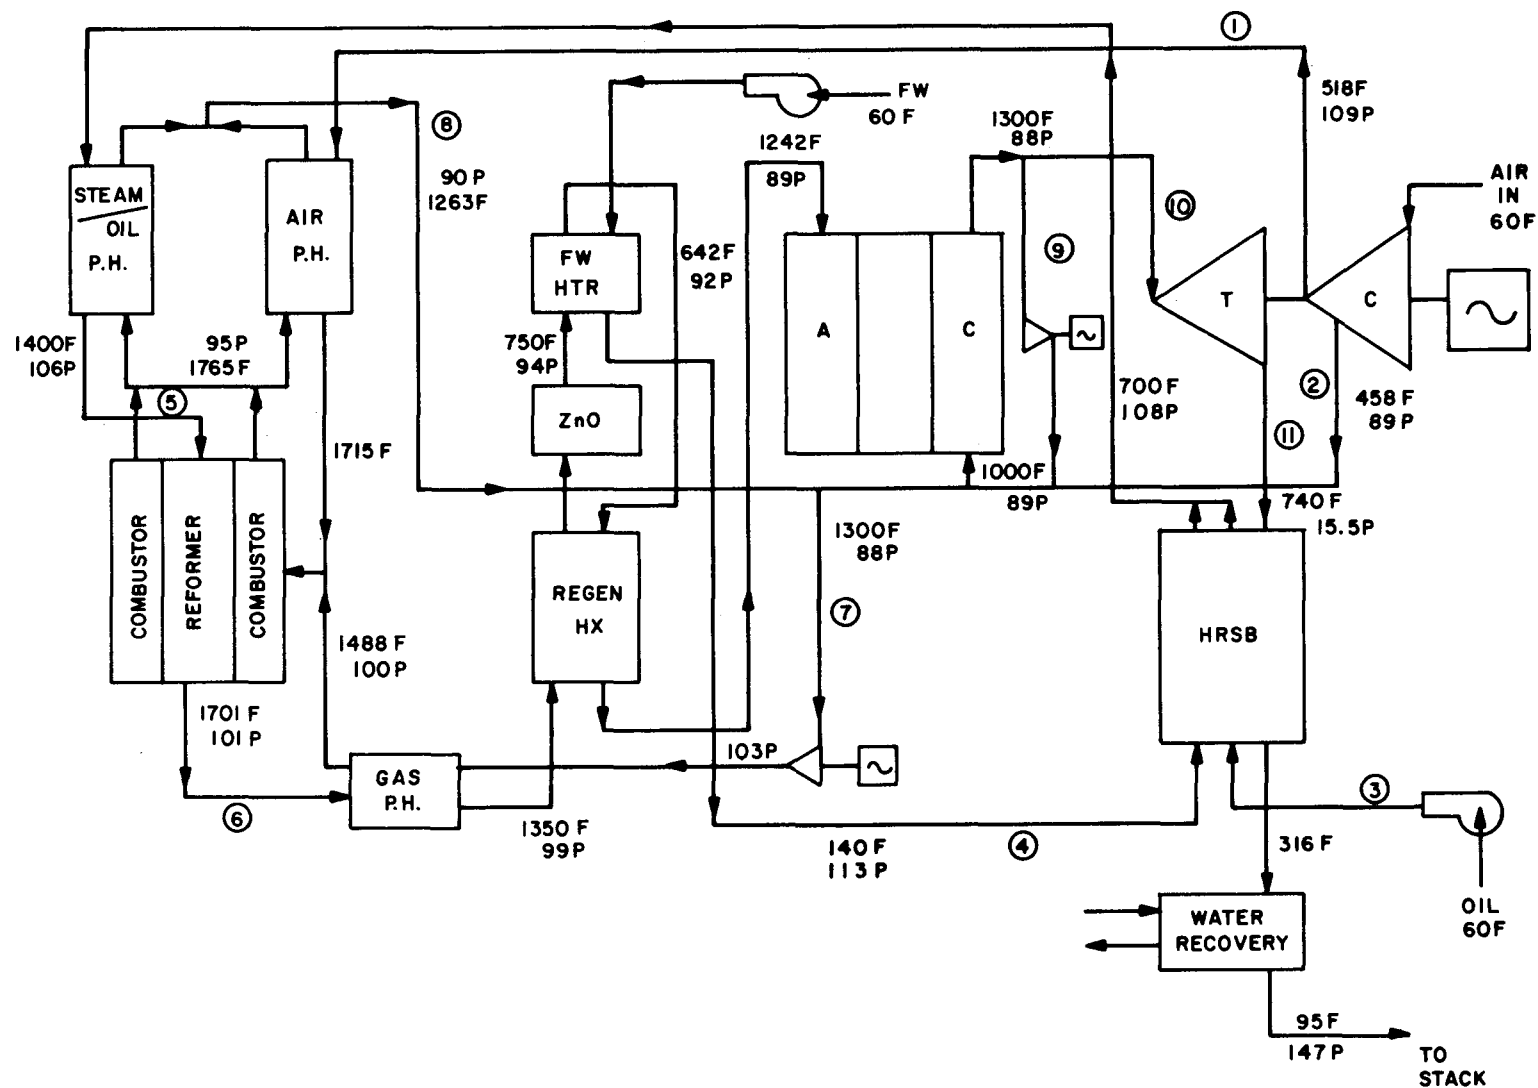 ①
518F
109P
FW
60 F
1300F
88P
1242F
89P
AIR
IN
60F
⑧
90 P
1263F
STEAM
/
OIL
P.H.
AIR
P.H.
FW
HTR
642F
92P
⑨
⑩
A
C
T
C
1400F
106P
95P
1765 F
750F
94P
⑤
ZnO
700 F
108P
②
458 F
89 P
⑪
1715 F
1000F
89P
740 F
15.5P
1300F
88P
COMBUSTOR
REFORMER
COMBUSTOR
REGEN
HX
⑦
HRSB
1488 F
100P
1701 F
101 P
103P
GAS
P.H.
⑥
1350 F
99P
140F
113 P
④
③
316 F
OIL
60F
WATER
RECOVERY
95F
147P
TO
STACK